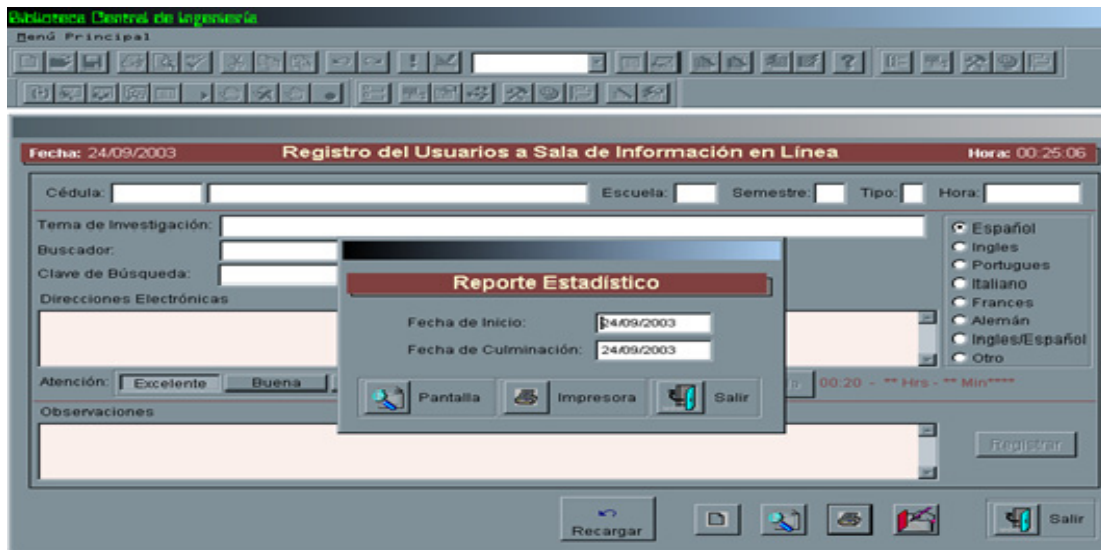 Biblioteca Central de Ingeniería
Menú Principal
Fecha: 24/09/2003 Registro del Usuarios a Sala de Información en Línea Hora: 00:25:06
Cédula: Escuela: Semestre: Tipo: Hora:
Tema de Investigación:
Buscador:
Clave de Búsqueda:
Direcciones Electrónicas
Español
Ingles
Portugues
Italiano
Frances
Alemán
Ingles/Español
Otro
Reporte Estadístico
Fecha de Inicio: 24/09/2003
Fecha de Culminación: 24/09/2003
Pantalla Impresora Salir
Atención: Excelente Buena 00:20 - ** Hrs - ** Min****
Observaciones
Registrar
Recargar Salir